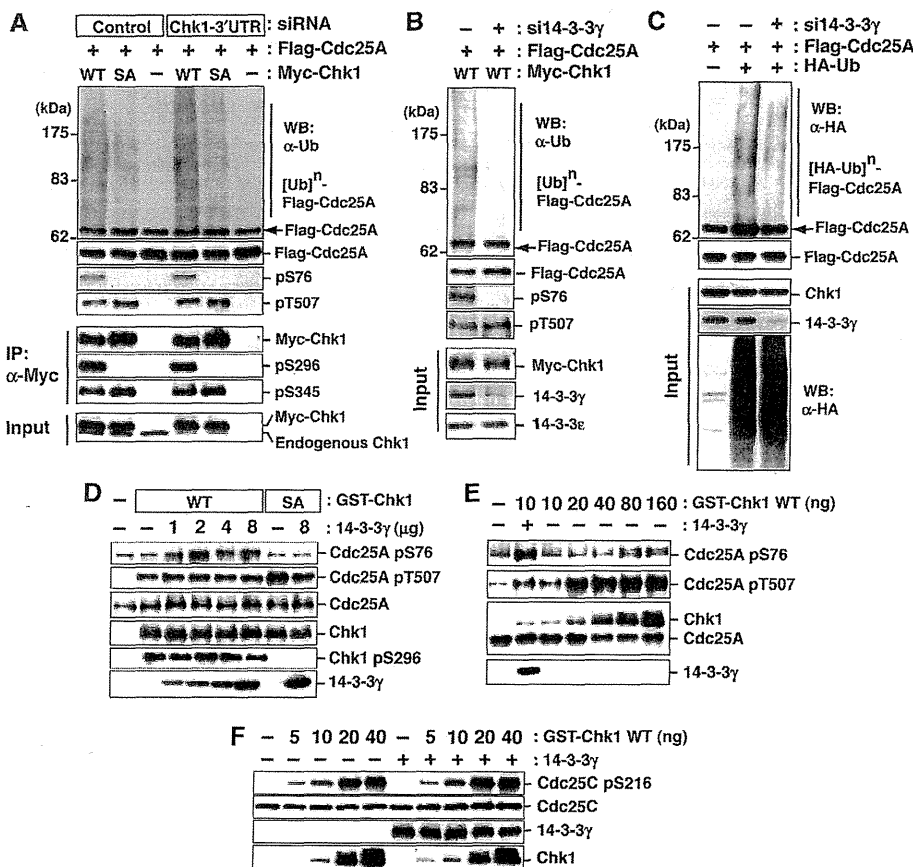 A
Control Chk1-3'UTR : siRNA
+ + + + + + : Flag-Cdc25A
WT SA – WT SA – : Myc-Chk1
(kDa)
175
83
62
WB:
α-Ub
[Ub]n-
Flag-Cdc25A
Flag-Cdc25A
Flag-Cdc25A
pS76
pT507
IP:
α-Myc
Myc-Chk1
pS296
pS345
Input
Myc-Chk1
Endogenous Chk1
B
– + : si14-3-3γ
+ + : Flag-Cdc25A
WT WT : Myc-Chk1
(kDa)
175
83
62
WB:
α-Ub
[Ub]n-
Flag-Cdc25A
Flag-Cdc25A
Flag-Cdc25A
pS76
pT507
Input
Myc-Chk1
14-3-3γ
14-3-3ε
C
– – + : si14-3-3γ
+ + + : Flag-Cdc25A
– + + : HA-Ub
(kDa)
175
83
62
WB:
α-HA
[HA-Ub]n-
Flag-Cdc25A
Flag-Cdc25A
Flag-Cdc25A
Input
Chk1
14-3-3γ
WB:
α-HA
D
– WT SA : GST-Chk1
– – 1 2 4 8 – 8 : 14-3-3γ (μg)
Cdc25A pS76
Cdc25A pT507
Cdc25A
Chk1
Chk1 pS296
14-3-3γ
E
– 10 10 20 40 80 160 : GST-Chk1 WT (ng)
– + – – – – – : 14-3-3γ
Cdc25A pS76
Cdc25A pT507
Chk1
Cdc25A
14-3-3γ
F
– 5 10 20 40 – 5 10 20 40 : GST-Chk1 WT (ng)
– – – – – + + + + + : 14-3-3γ
Cdc25C pS216
Cdc25C
14-3-3γ
Chk1